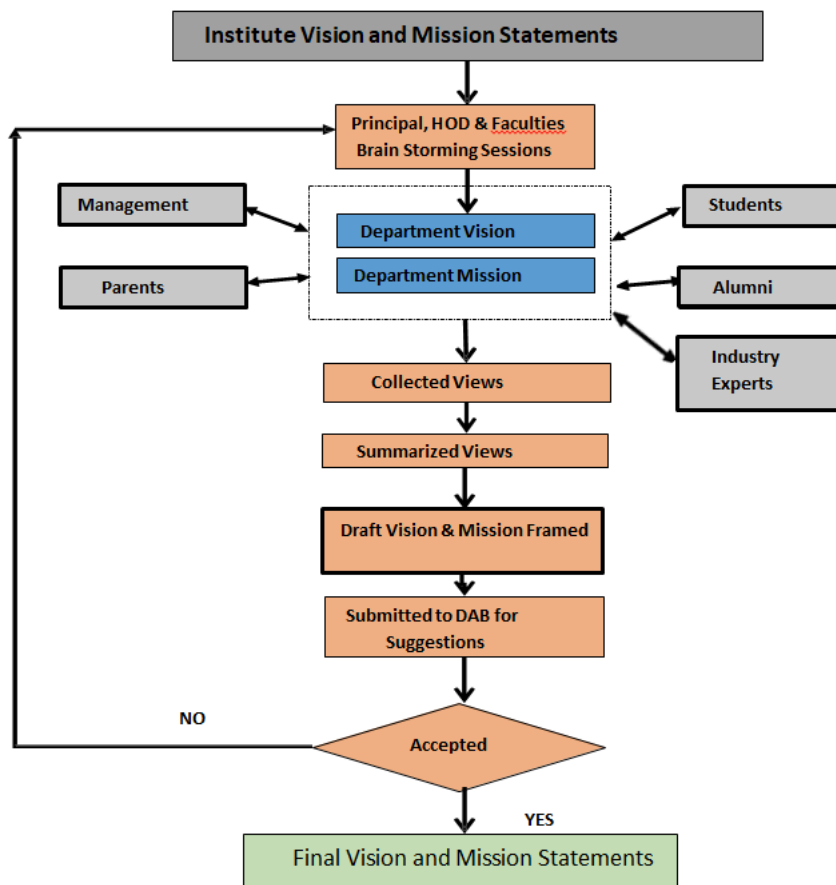 Institute Vision and Mission Statements
Principal, HOD & Faculties
Brain Storming Sessions
Management
Students
Department Vision
Department Mission
Parents
Alumni
Industry
Experts
Collected Views
Summarized Views
Draft Vision & Mission Framed
Submitted to DAB for
Suggestions
NO
Accepted
YES
Final Vision and Mission Statements